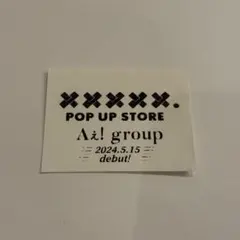 ×××××.
POP UP STORE
Aぇ! group
2024.5.15
debut!